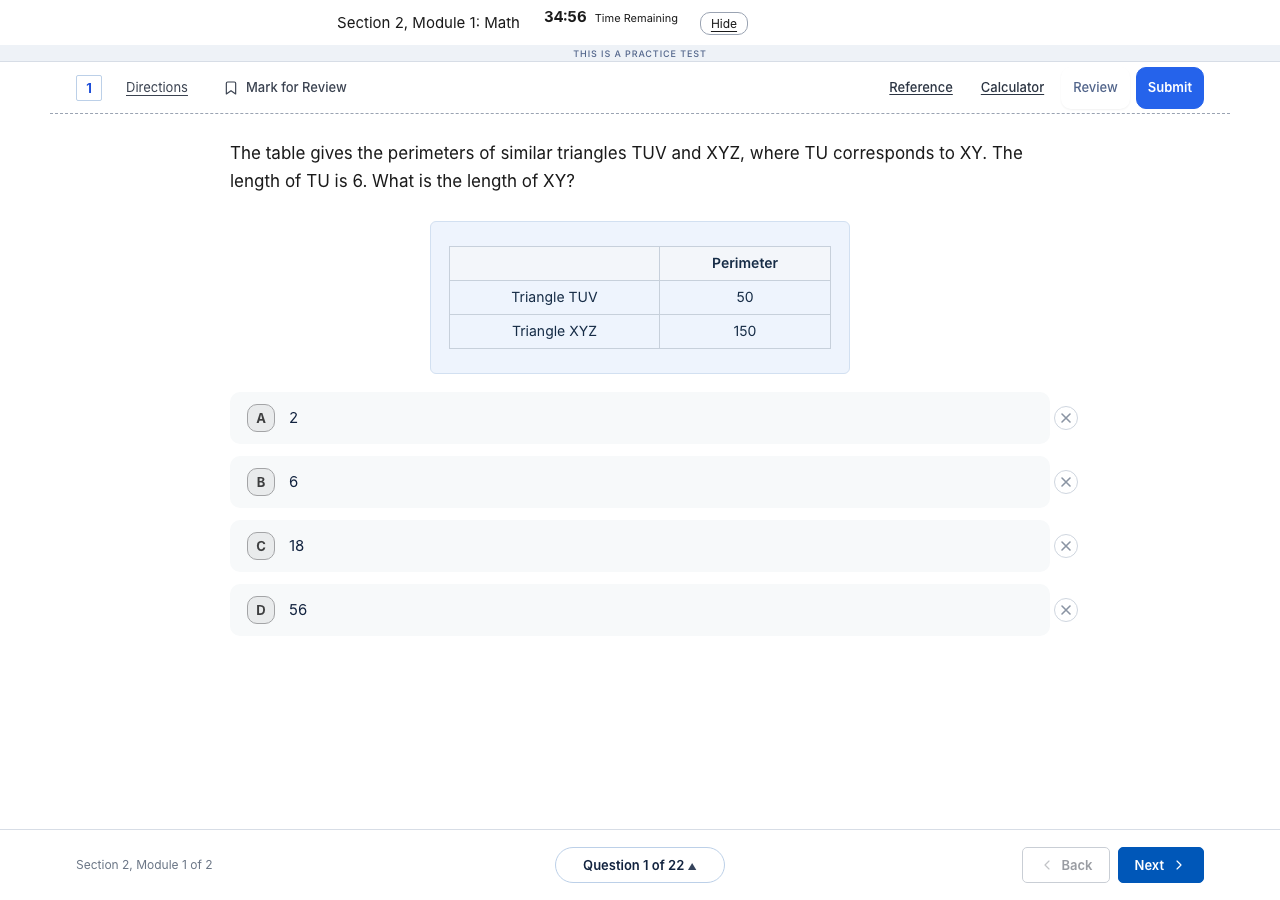 Section 2, Module 1: Math
34:56 Time Remaining
Hide
THIS IS A PRACTICE TEST
1
Directions
Mark for Review
Reference
Calculator
Review
Submit
The table gives the perimeters of similar triangles TUV and XYZ, where TU corresponds to XY. The
length of TU is 6. What is the length of XY?
Perimeter
Triangle TUV 50
Triangle XYZ 150
A 2
B 6
C 18
D 56
Section 2, Module 1 of 2
Question 1 of 22
Back
Next